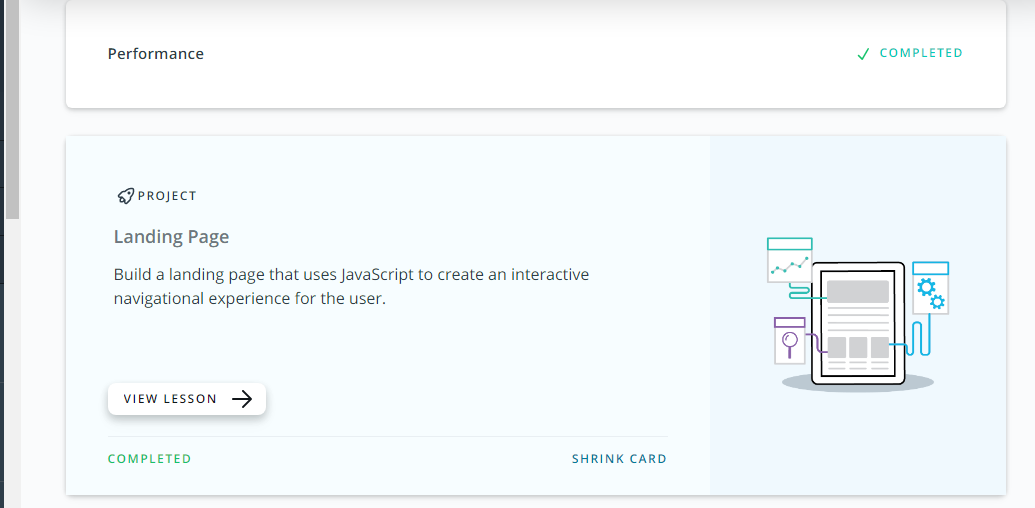 Performance
COMPLETED
PROJECT
Landing Page
Build a landing page that uses JavaScript to create an interactive
navigational experience for the user.
VIEW LESSON
COMPLETED
SHRINK CARD